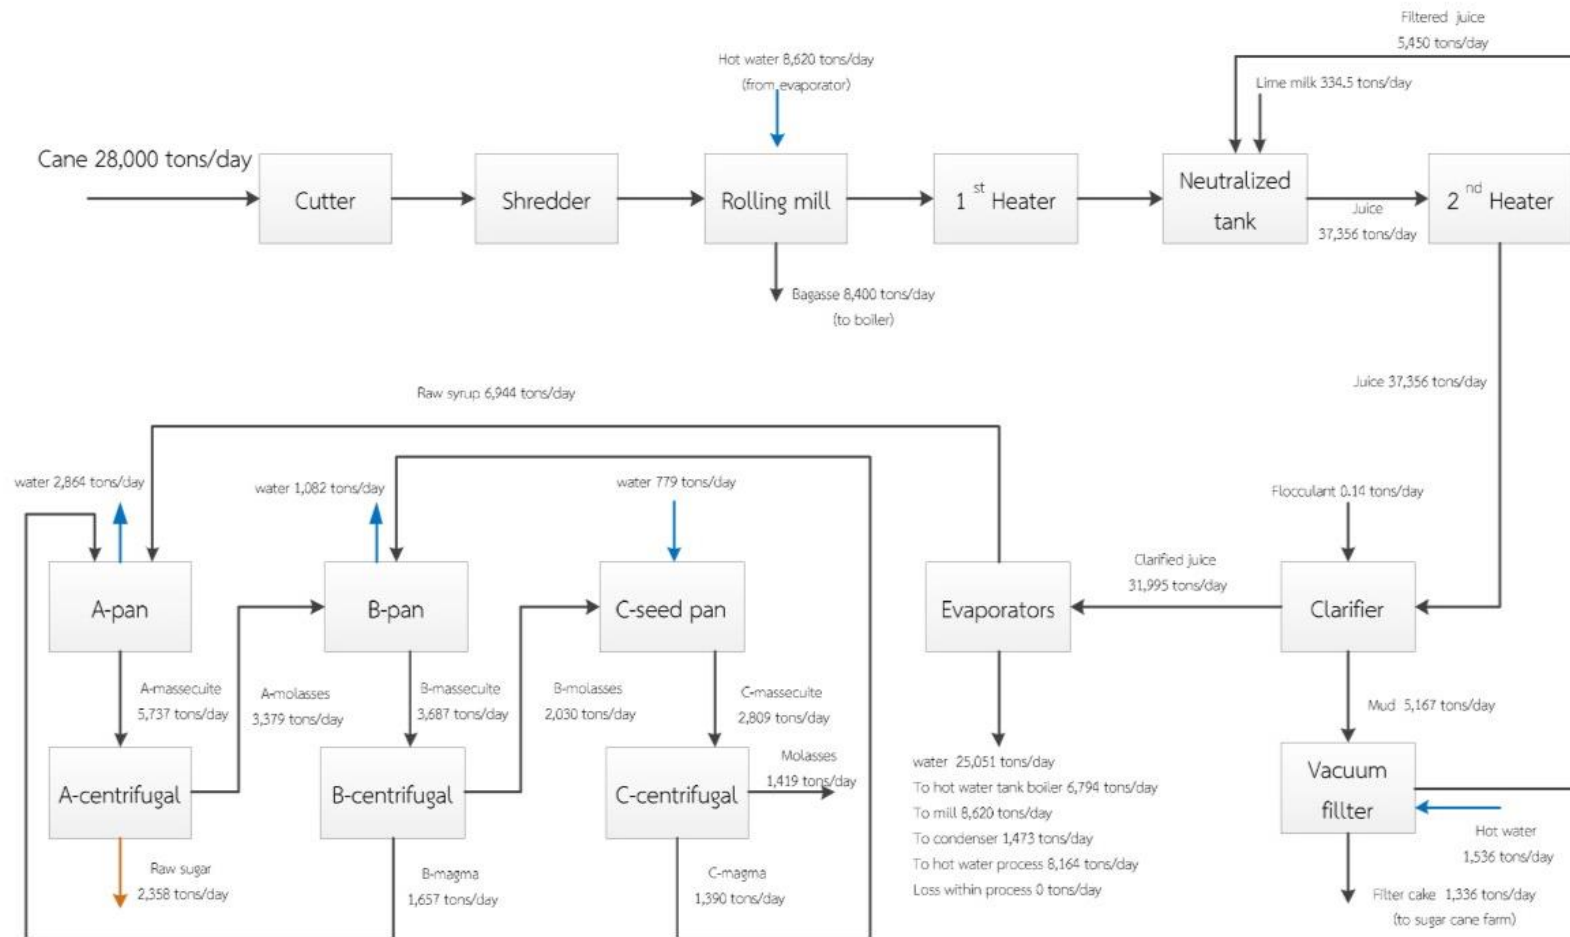 Filtered juice
5,450 tons/day
Hot water 8,620 tons/day
(from evaporator)
Lime milk 334.5 tons/day
Cane 28,000 tons/day
Cutter
Shredder
Rolling mill
1 st Heater
Neutralized
tank
Juice
37,356 tons/day
2 nd Heater
Bagasse 8,400 tons/day
(to boiler)
Juice 37,356 tons/day
Raw syrup 6,944 tons/day
water 2,864 tons/day
water 1,082 tons/day
water 779 tons/day
Flocculant 0.14 tons/day
A-pan
B-pan
C-seed pan
Evaporators
Clarified juice
31,995 tons/day
Clarifier
A-massecuite
5,737 tons/day
A-molasses
3,379 tons/day
B-massecuite
3,687 tons/day
B-molasses
2,030 tons/day
C-massecuite
2,809 tons/day
Mud 5,167 tons/day
A-centrifugal
B-centrifugal
C-centrifugal
Molasses
1,419 tons/day
water 25,051 tons/day
To hot water tank boiler 6,794 tons/day
To mill 8,620 tons/day
To condenser 1,473 tons/day
To hot water process 8,164 tons/day
Loss within process 0 tons/day
Vacuum
fillter
Hot water
1,536 tons/day
Raw sugar
2,358 tons/day
B-magma
1,657 tons/day
C-magma
1,390 tons/day
Filter cake 1,336 tons/day
(to sugar cane farm)